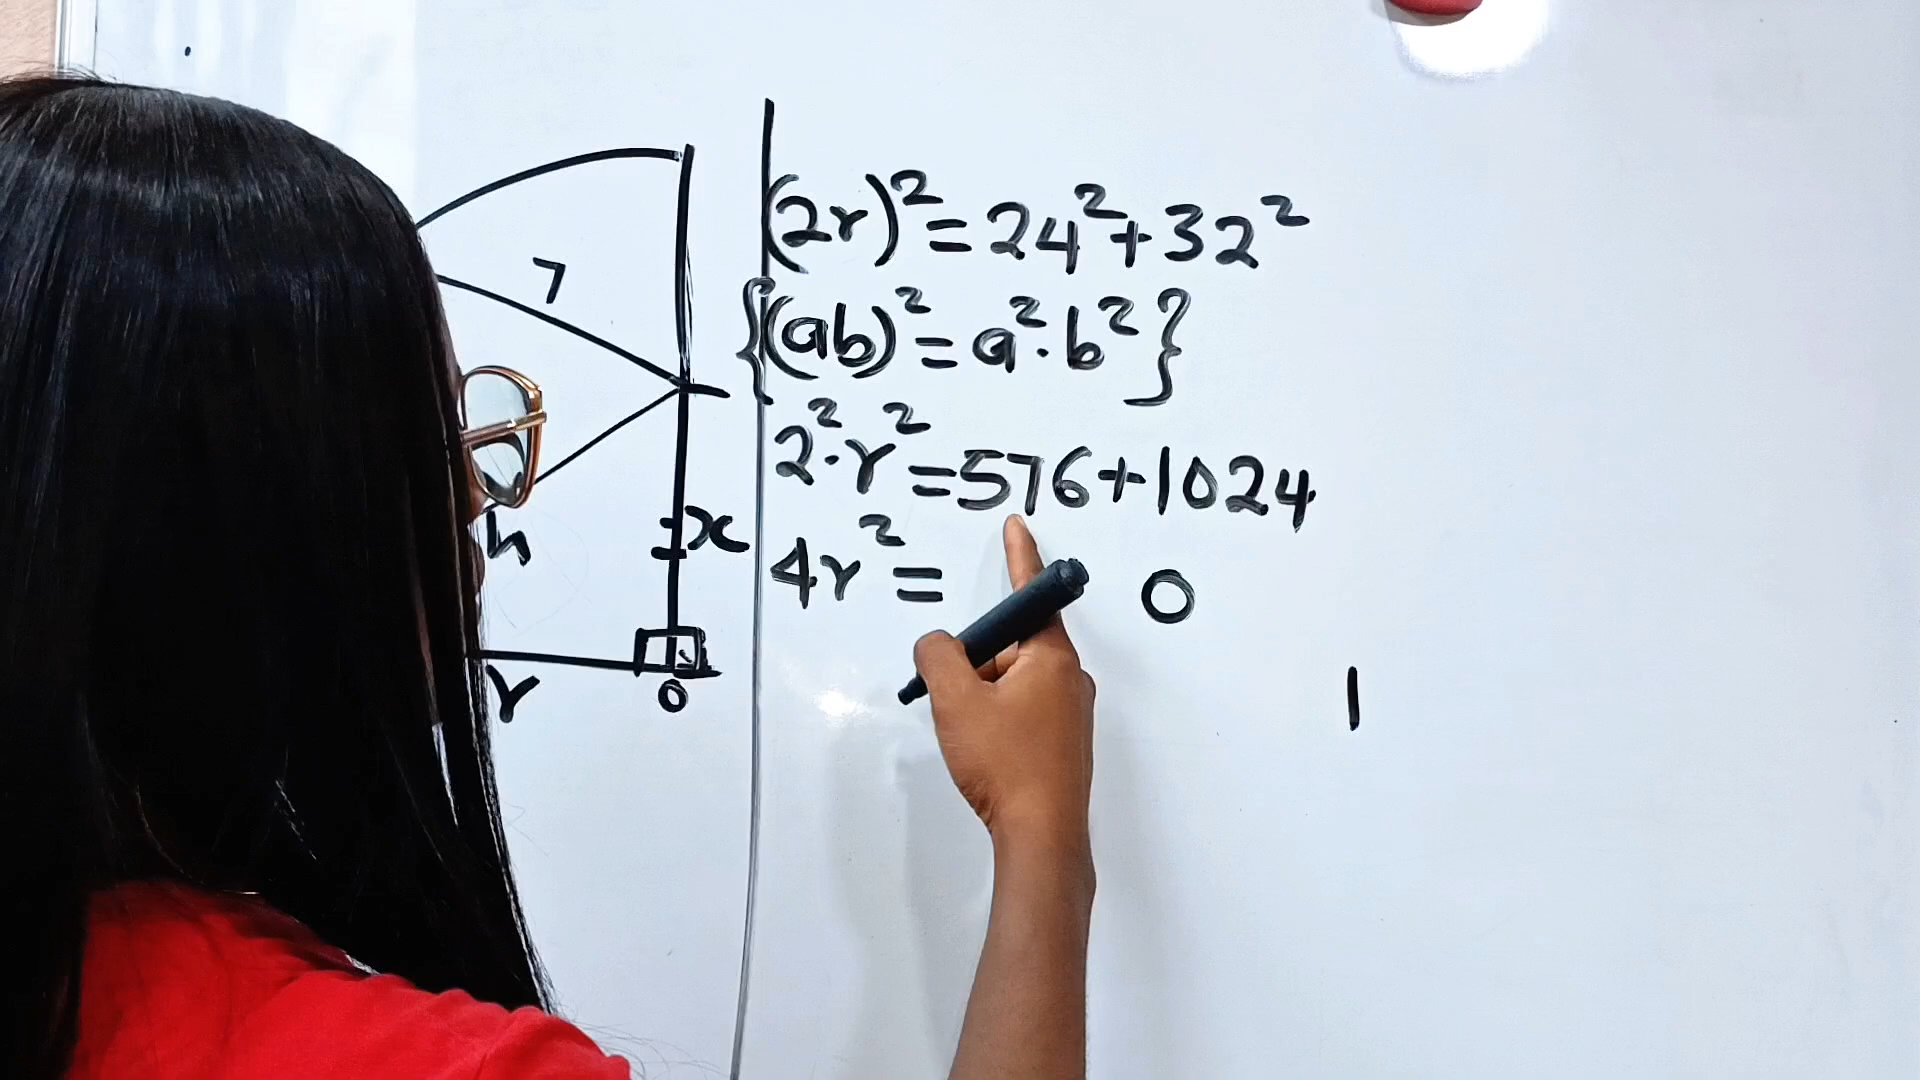 7
h
x
r
0
(2r)² = 24² + 32²
{(ab)² = a² · b²}
2² · r² = 576 + 1024
4r² = 0
1